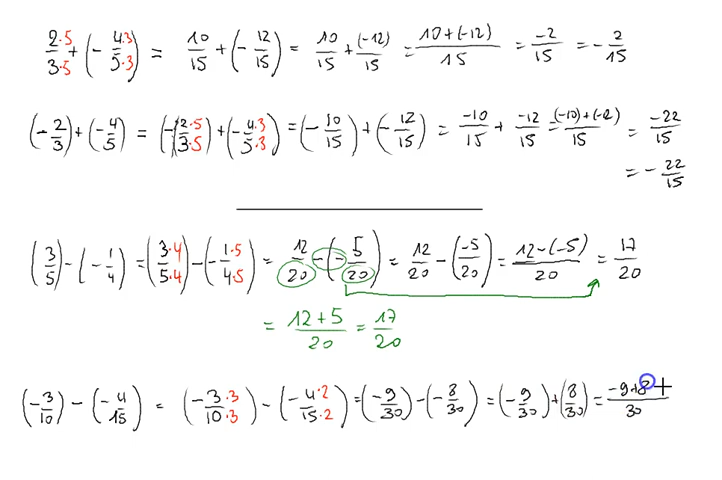 2·5/3·5 + (- 4·3/5·3) = 10/15 + (- 12/15) = 10/15 + (-12)/15 = 10+(-12)/15 = -2/15 = - 2/15
(- 2/3) + (- 4/5) = (- 2·5/3·5) + (- 4·3/5·3) = (- 10/15) + (- 12/15) = -10/15 + -12/15 = (-10)+(-12)/15 = -22/15
= - 22/15
(3/5) - (- 1/4) = (3·4/5·4) - (- 1·5/4·5) = 12/20 - (- 5/20) = 12/20 - (-5/20) = 12-(-5)/20 = 17/20
= 12+5/20 = 17/20
(- 3/10) - (- 4/15) = (- 3·3/10·3) - (- 4·2/15·2) = (- 9/30) - (- 8/30) = (- 9/30) + (8/30) = -9+8/30